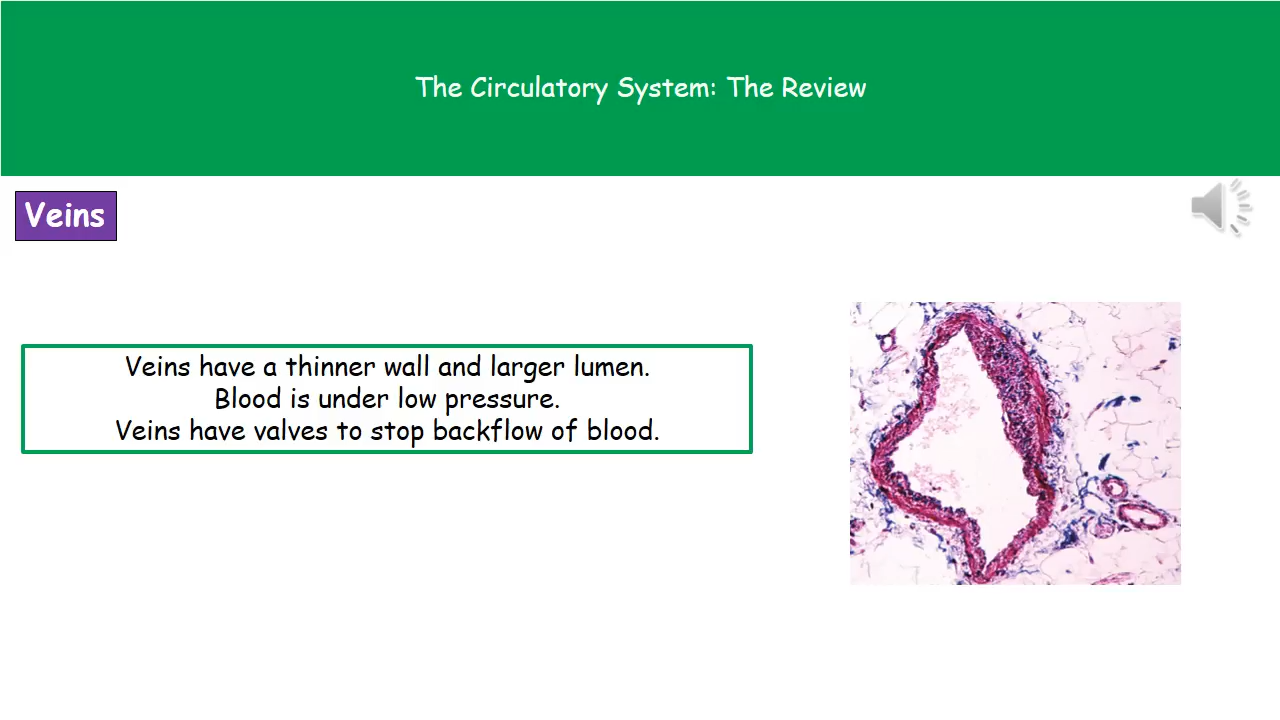 The Circulatory System: The Review
Veins
Veins have a thinner wall and larger lumen.
Blood is under low pressure.
Veins have valves to stop backflow of blood.